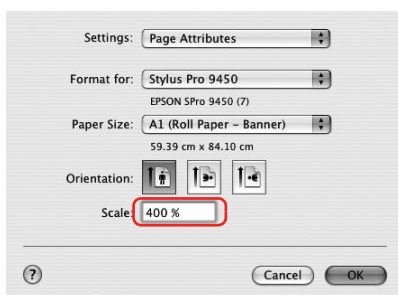 Settings: Page Attributes
Format for: Stylus Pro 9450
EPSON SPro 9450 (7)
Paper Size: A1 (Roll Paper – Banner)
59.39 cm x 84.10 cm
Orientation:
Scale: 400 %
? Cancel OK